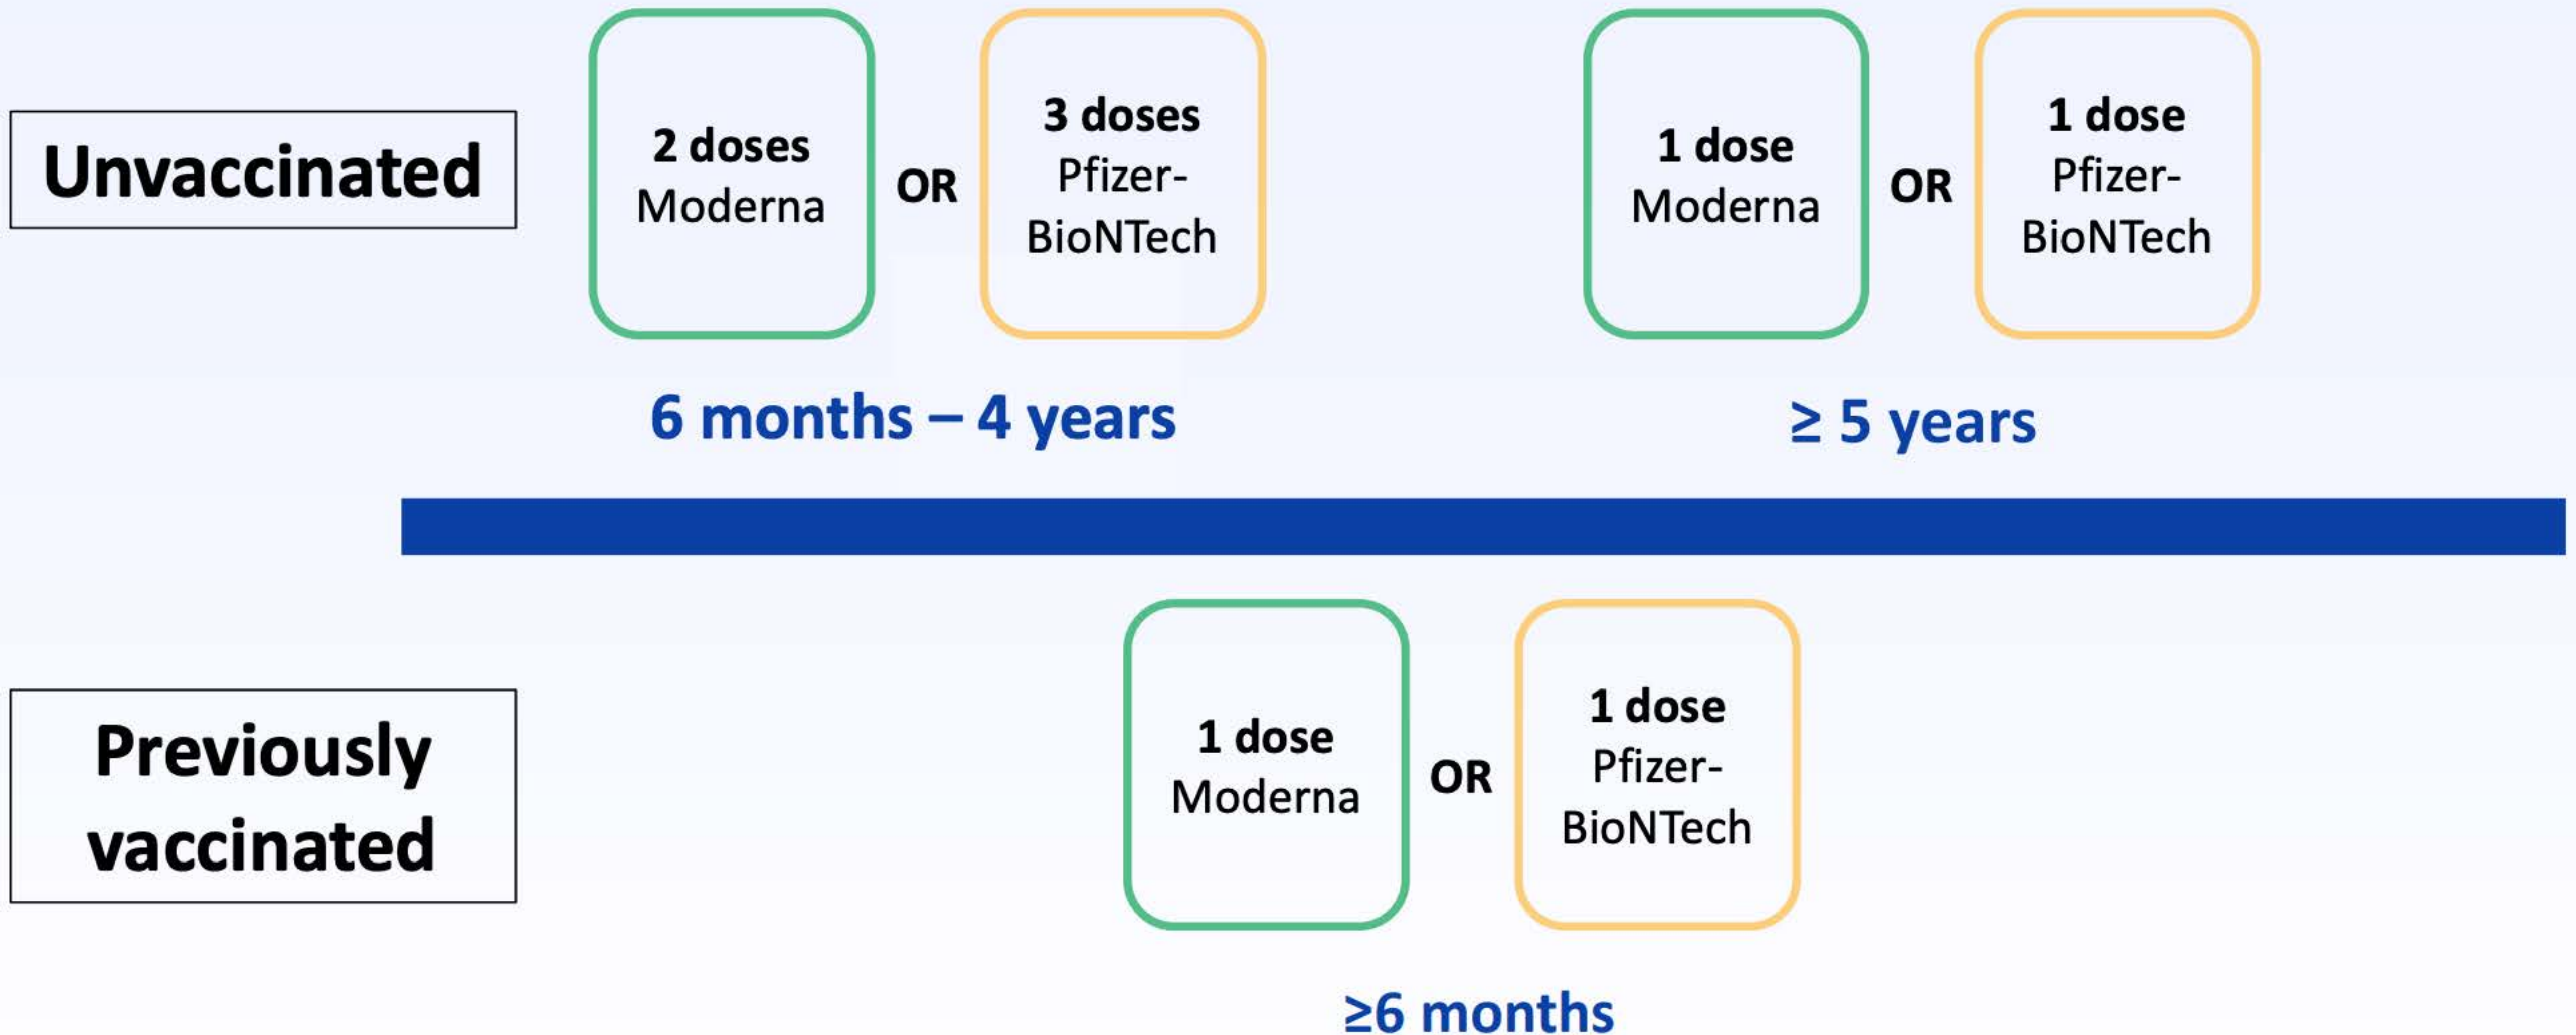 Unvaccinated
2 doses
Moderna
OR
3 doses
Pfizer-
BioNTech
1 dose
Moderna
OR
1 dose
Pfizer-
BioNTech
6 months – 4 years
≥ 5 years
Previously
vaccinated
1 dose
Moderna
OR
1 dose
Pfizer-
BioNTech
≥6 months